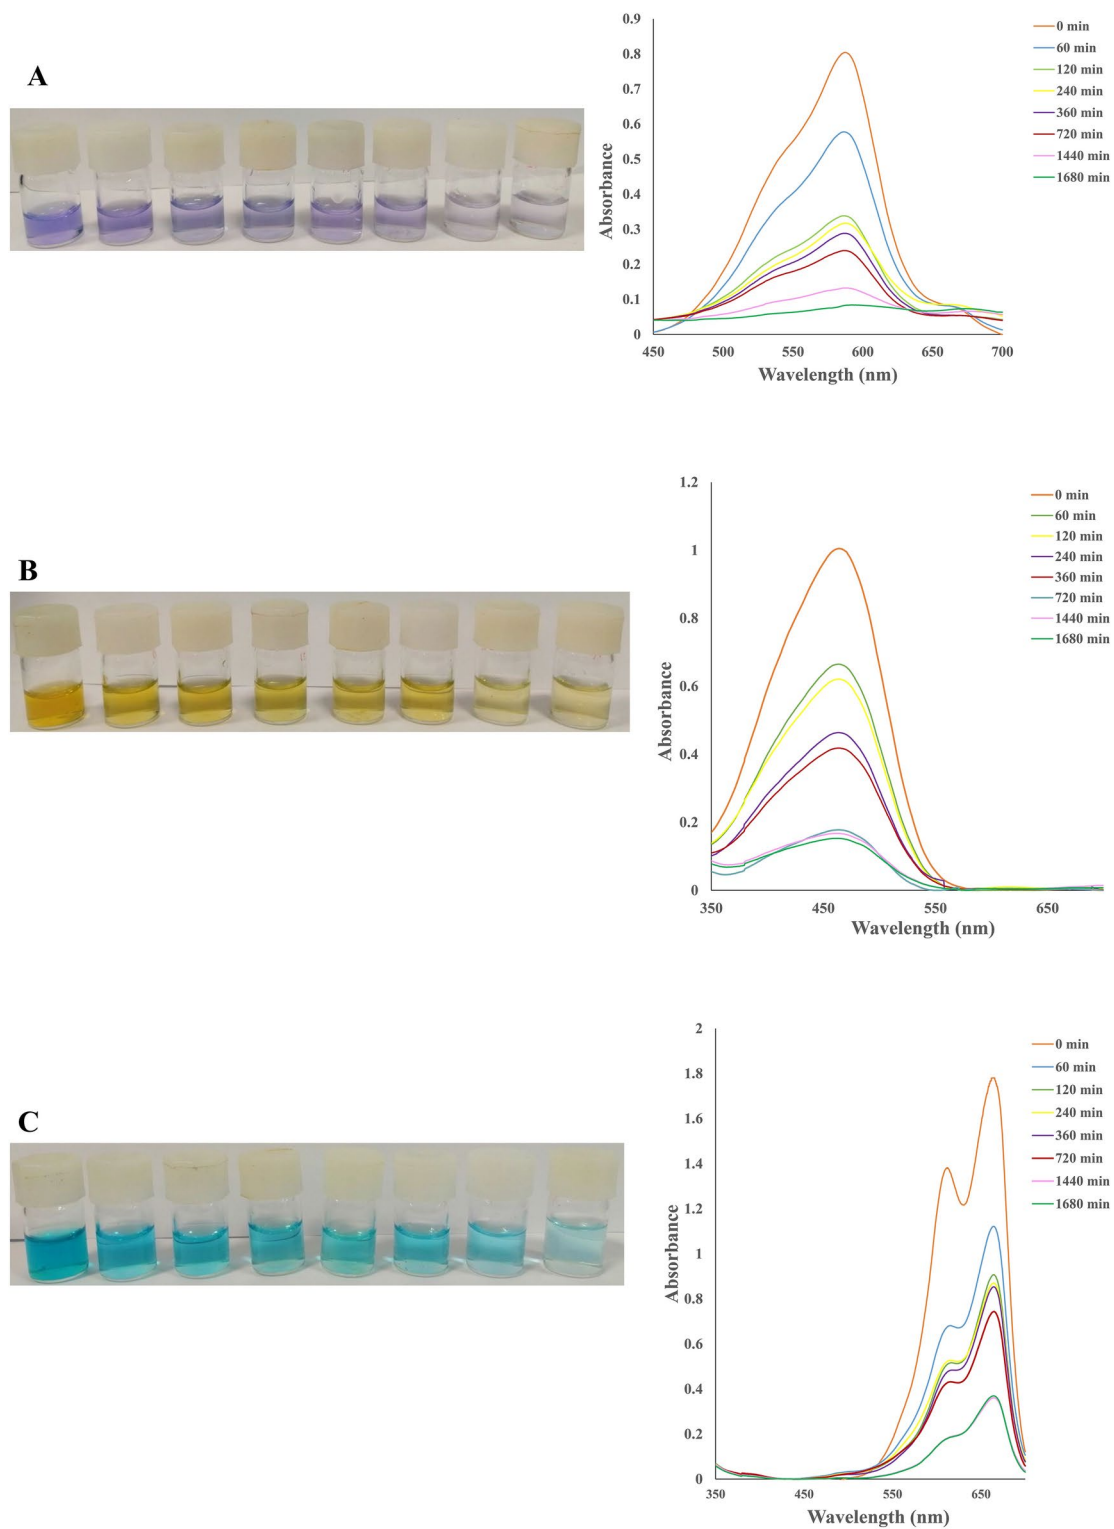 A
Absorbance
0.9
0.8
0.7
0.6
0.5
0.4
0.3
0.2
0.1
0
450 500 550 600 650 700
Wavelength (nm)
0 min
60 min
120 min
240 min
360 min
720 min
1440 min
1680 min
B
Absorbance
1.2
1
0.8
0.6
0.4
0.2
0
350 450 550 650
Wavelength (nm)
0 min
60 min
120 min
240 min
360 min
720 min
1440 min
1680 min
C
Absorbance
2
1.8
1.6
1.4
1.2
1
0.8
0.6
0.4
0.2
0
350 450 550 650
Wavelength (nm)
0 min
60 min
120 min
240 min
360 min
720 min
1440 min
1680 min